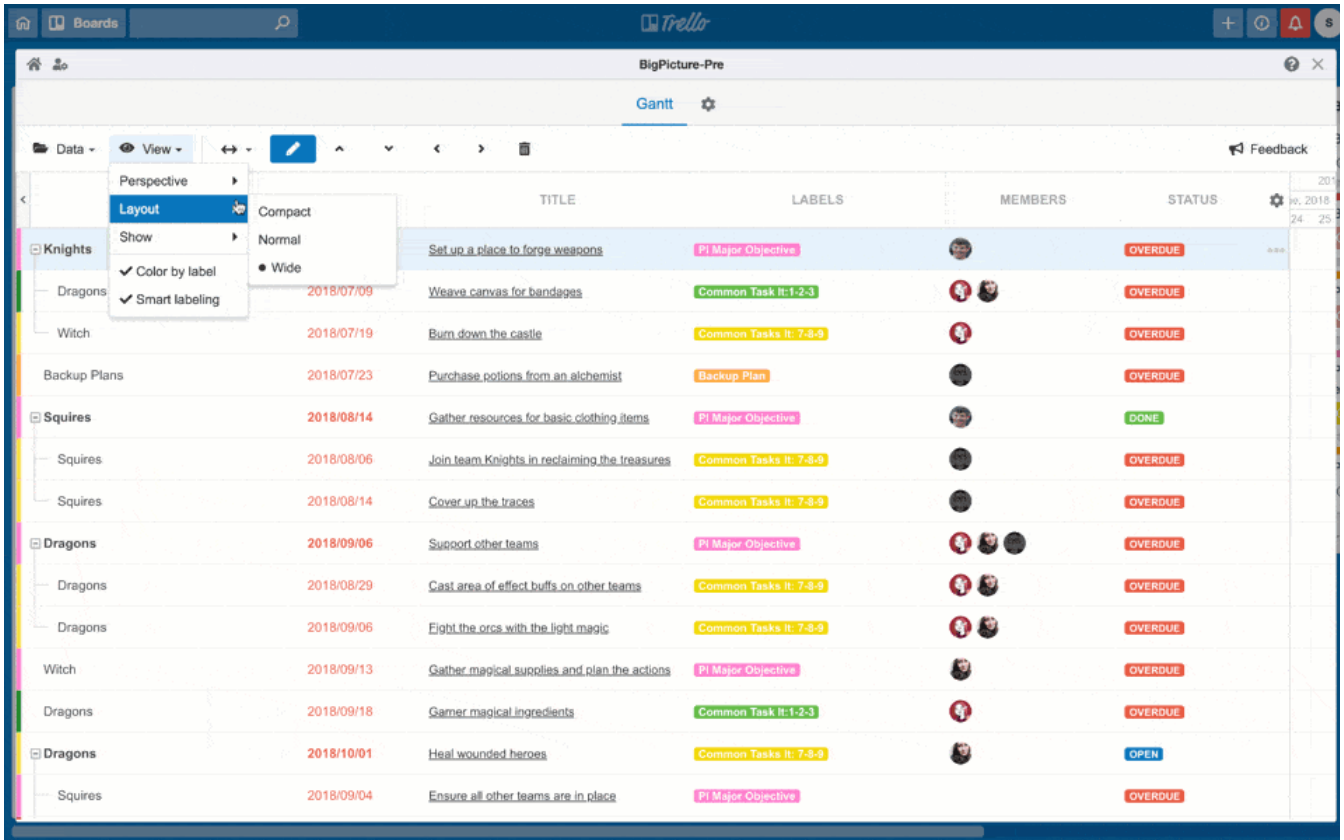 Boards
Trello
S
BigPicture-Pre
Gantt
Data View Feedback
Perspective
Layout
Show
Color by label
Smart labeling
Compact
Normal
Wide
TITLE LABELS MEMBERS STATUS
201
2018
24 25
Knights Set up a place to forge weapons PI Major Objective OVERDUE
Dragons 2018/07/09 Weave canvas for bandages Common Task It:1-2-3 OVERDUE
Witch 2018/07/19 Burn down the castle Common Tasks It: 7-8-9 OVERDUE
Backup Plans 2018/07/23 Purchase potions from an alchemist Backup Plan OVERDUE
Squires 2018/08/14 Gather resources for basic clothing items PI Major Objective DONE
Squires 2018/08/06 Join team Knights in reclaiming the treasures Common Tasks It: 7-8-9 OVERDUE
Squires 2018/08/14 Cover up the traces Common Tasks It: 7-8-9 OVERDUE
Dragons 2018/09/06 Support other teams PI Major Objective OVERDUE
Dragons 2018/08/29 Cast area of effect buffs on other teams Common Tasks It: 7-8-9 OVERDUE
Dragons 2018/09/06 Fight the orcs with the light magic Common Tasks It: 7-8-9 OVERDUE
Witch 2018/09/13 Gather magical supplies and plan the actions PI Major Objective OVERDUE
Dragons 2018/09/18 Garner magical ingredients Common Task It:1-2-3 OVERDUE
Dragons 2018/10/01 Heal wounded heroes Common Tasks It: 7-8-9 OPEN
Squires 2018/09/04 Ensure all other teams are in place PI Major Objective OVERDUE